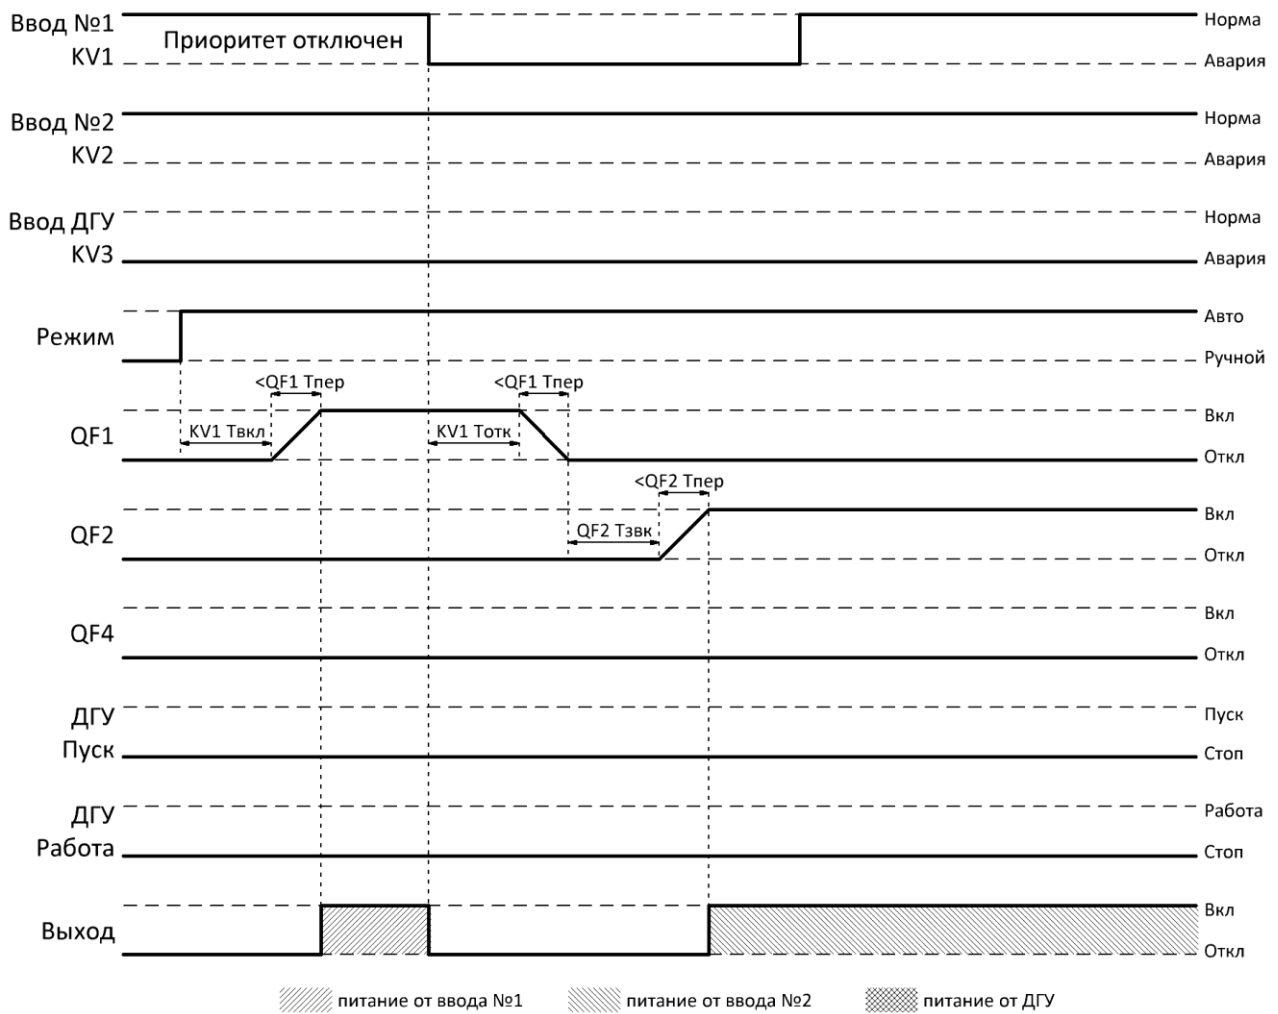 Ввод №1
KV1
Приоритет отключен
Норма
Авария
Ввод №2
KV2
Норма
Авария
Ввод ДГУ
KV3
Норма
Авария
Режим
Авто
Ручной
<QF1 Тпер
<QF1 Тпер
QF1
KV1 Твкл
KV1 Тотк
Вкл
Откл
<QF2 Тпер
QF2
QF2 Тзвк
Вкл
Откл
QF4
Вкл
Откл
ДГУ
Пуск
Пуск
Стоп
ДГУ
Работа
Работа
Стоп
Выход
Вкл
Откл
питание от ввода №1
питание от ввода №2
питание от ДГУ